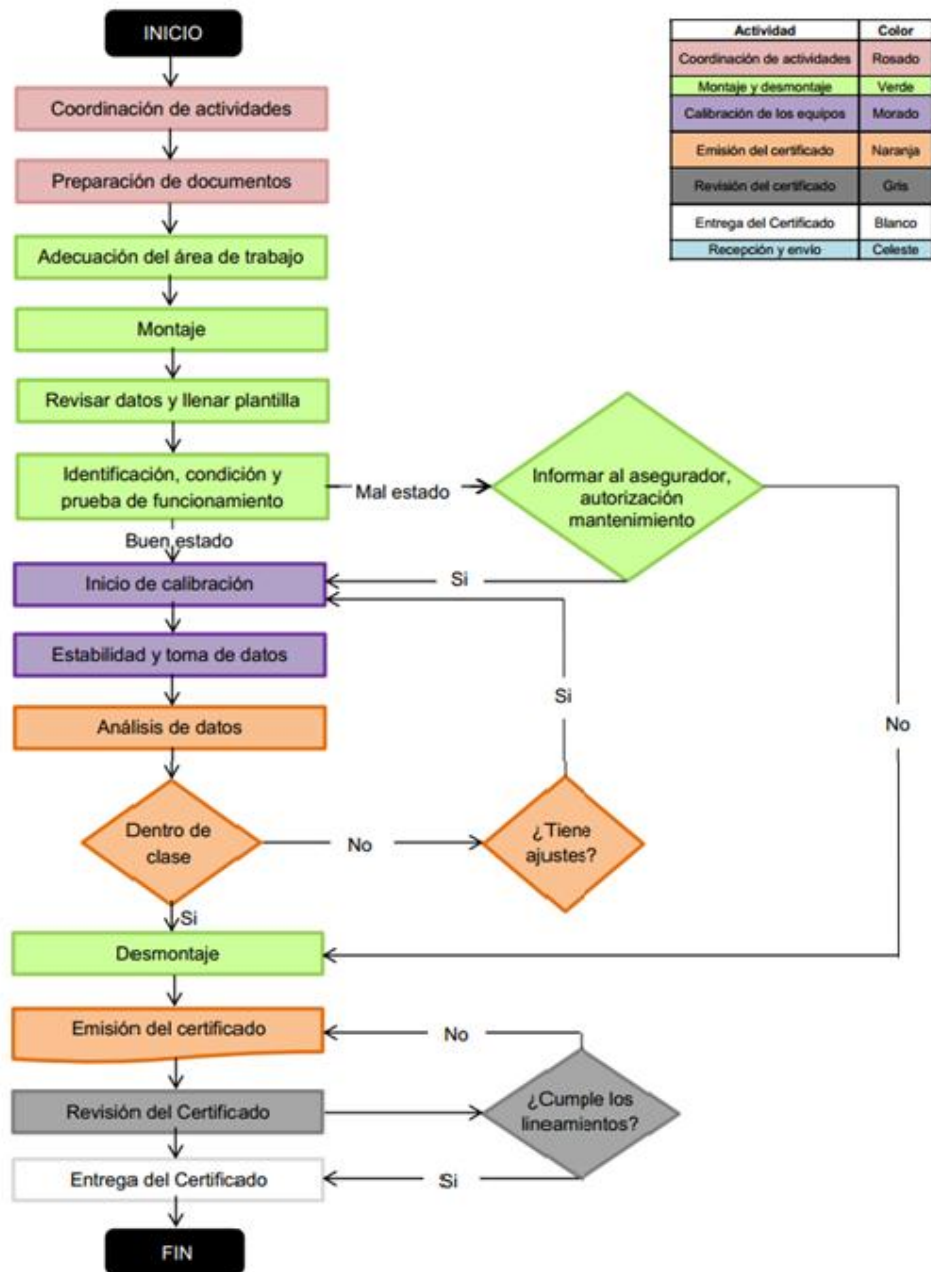 INICIO
Actividad Color
Coordinación de actividades Rosado
Montaje y desmontaje Verde
Calibración de los equipos Morado
Emisión del certificado Naranja
Revisión del certificado Gris
Entrega del Certificado Blanco
Recepción y envío Celeste
Coordinación de actividades
Preparación de documentos
Adecuación del área de trabajo
Montaje
Revisar datos y llenar plantilla
Identificación, condición y
prueba de funcionamiento
Mal estado
Informar al asegurador,
autorización
mantenimiento
Buen estado
Si
Inicio de calibración
Estabilidad y toma de datos
Si
No
Análisis de datos
Dentro de
clase
No
¿Tiene
ajustes?
Si
Desmontaje
Emisión del certificado
No
Revisión del Certificado
¿Cumple los
lineamientos?
Entrega del Certificado
Si
FIN